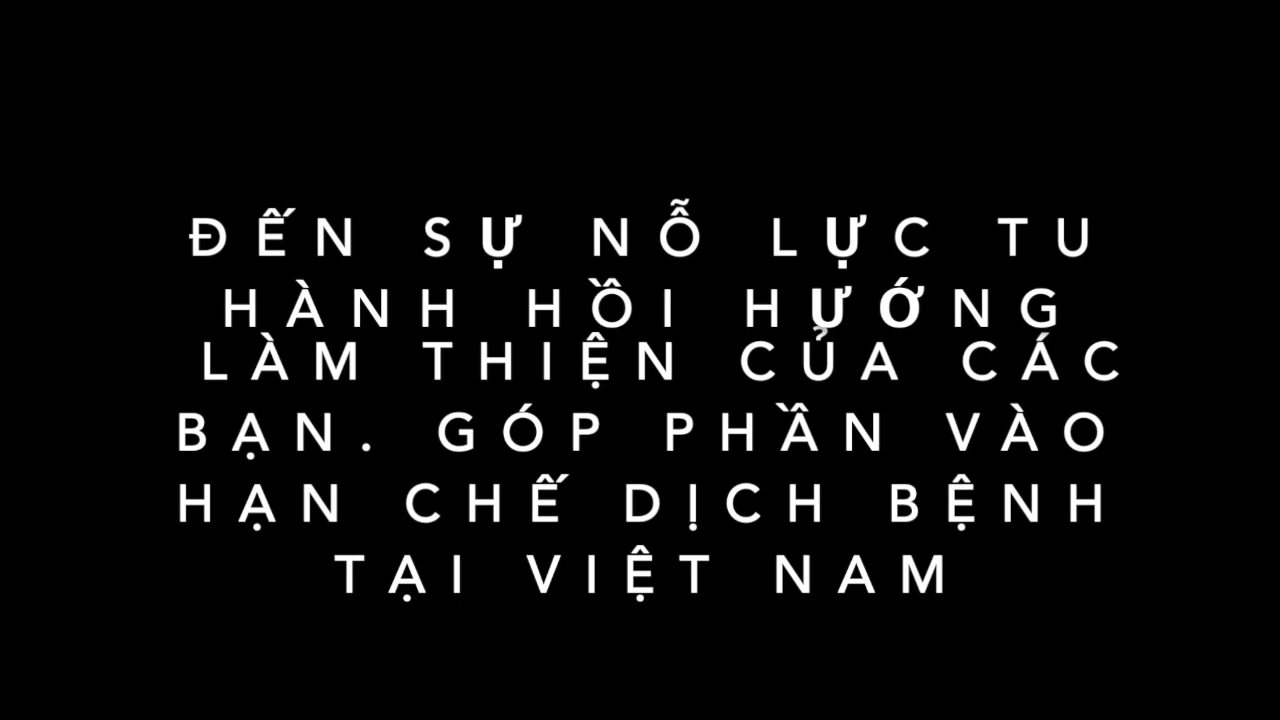 ĐẾN SỰ NỖ LỰC TU
HÀNH HỒI HƯỚNG
LÀM THIỆN CỦA CÁC
BẠN. GÓP PHẦN VÀO
HẠN CHẾ DỊCH BỆNH
TẠI VIỆT NAM